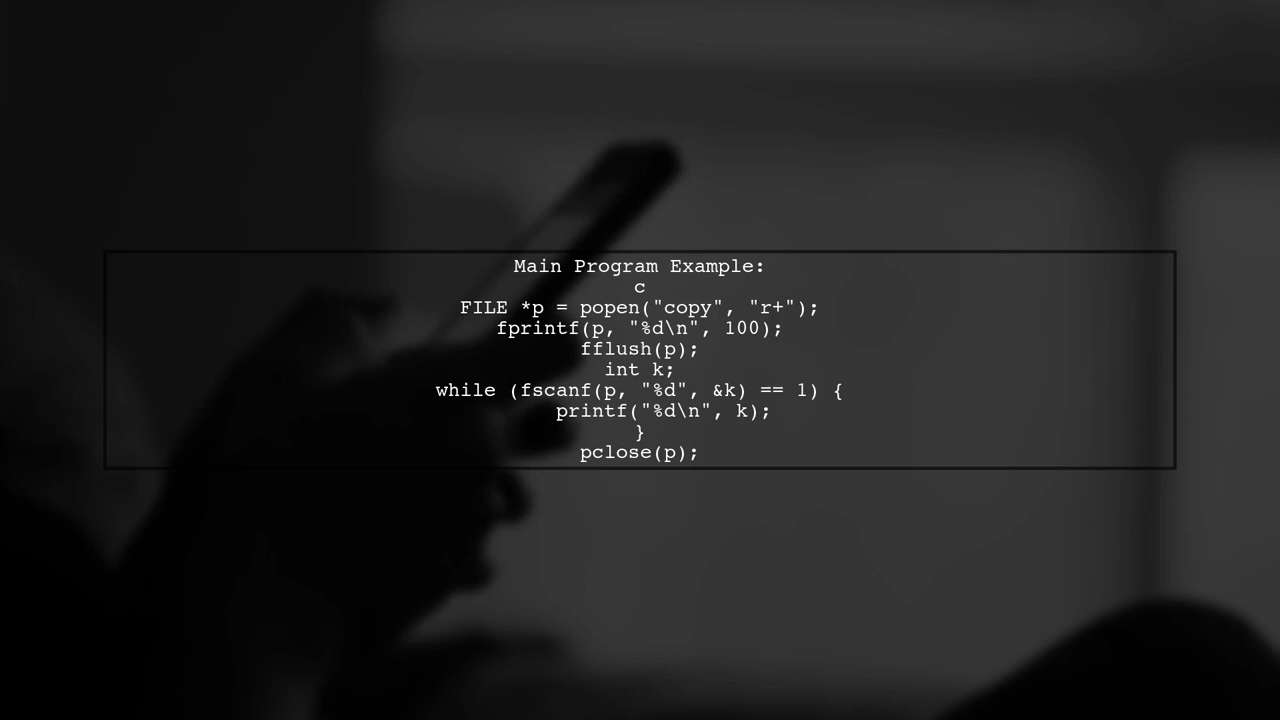 Main Program Example:
c
FILE *p = popen("copy", "r+");
fprintf(p, "%d\n", 100);
fflush(p);
int k;
while (fscanf(p, "%d", &k) == 1) {
printf("%d\n", k);
}
pclose(p);